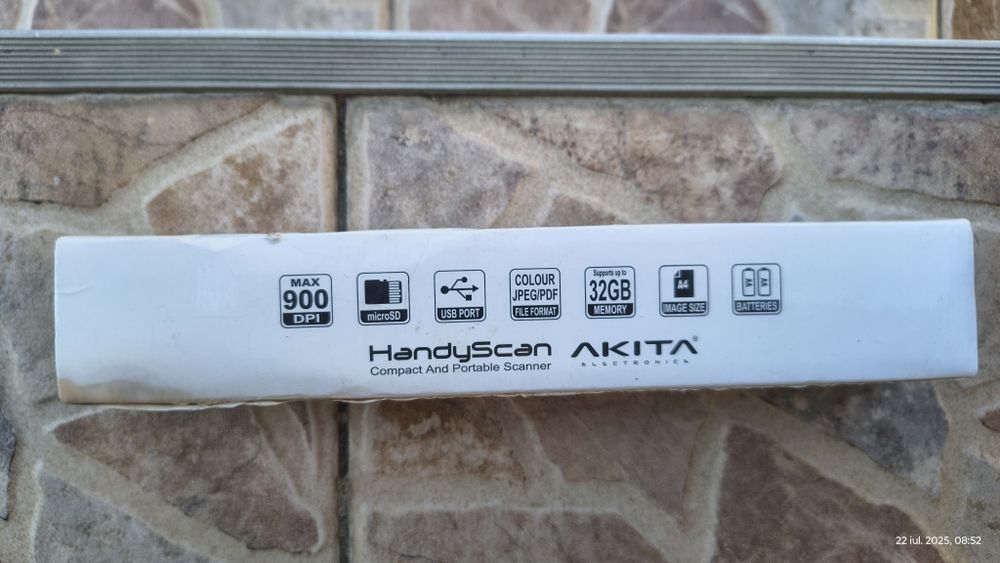 MAX
900
DPI
microSD
USB PORT
COLOUR
JPEG/PDF
FILE FORMAT
Supports up to
32GB
MEMORY
A4
IMAGE SIZE
BATTERIES
HandyScan
Compact And Portable Scanner
AKITA®
ELECTRONICS
22 iul. 2025, 08:52